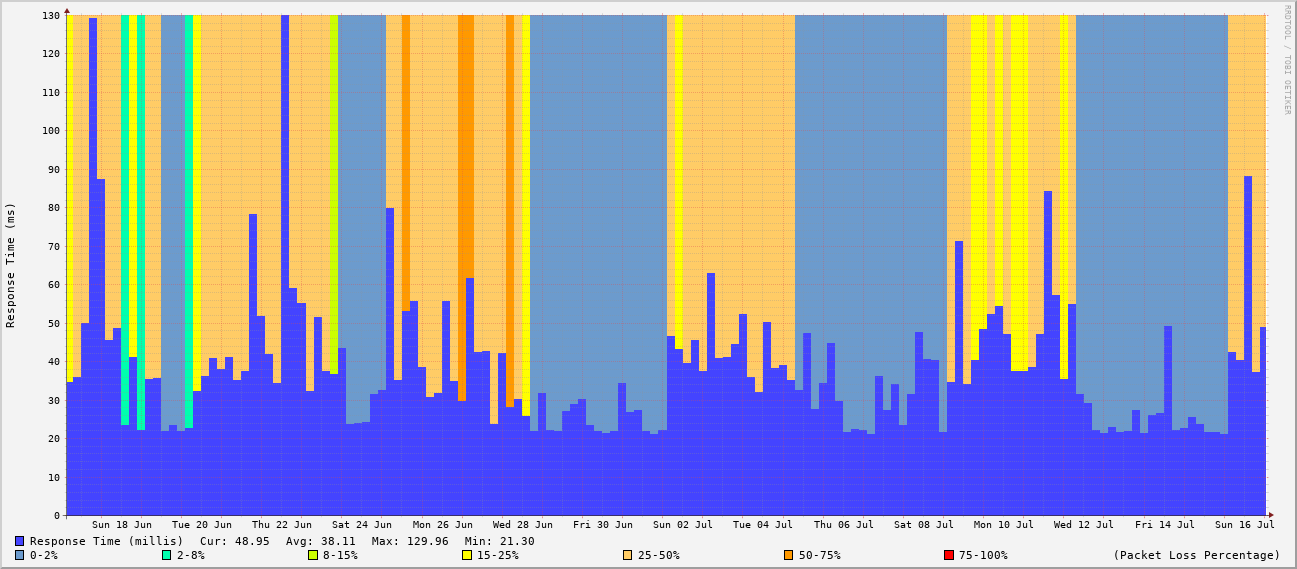 RRDTOOL / TOBI OETIKER
Response Time (ms)
130
120
110
100
90
80
70
60
50
40
30
20
10
0
Sun 18 Jun Tue 20 Jun Thu 22 Jun Sat 24 Jun Mon 26 Jun Wed 28 Jun Fri 30 Jun Sun 02 Jul Tue 04 Jul Thu 06 Jul Sat 08 Jul Mon 10 Jul Wed 12 Jul Fri 14 Jul Sun 16 Jul
Response Time (millis) Cur: 48.95 Avg: 38.11 Max: 129.96 Min: 21.30
0-2% 2-8% 8-15% 15-25% 25-50% 50-75% 75-100% (Packet Loss Percentage)